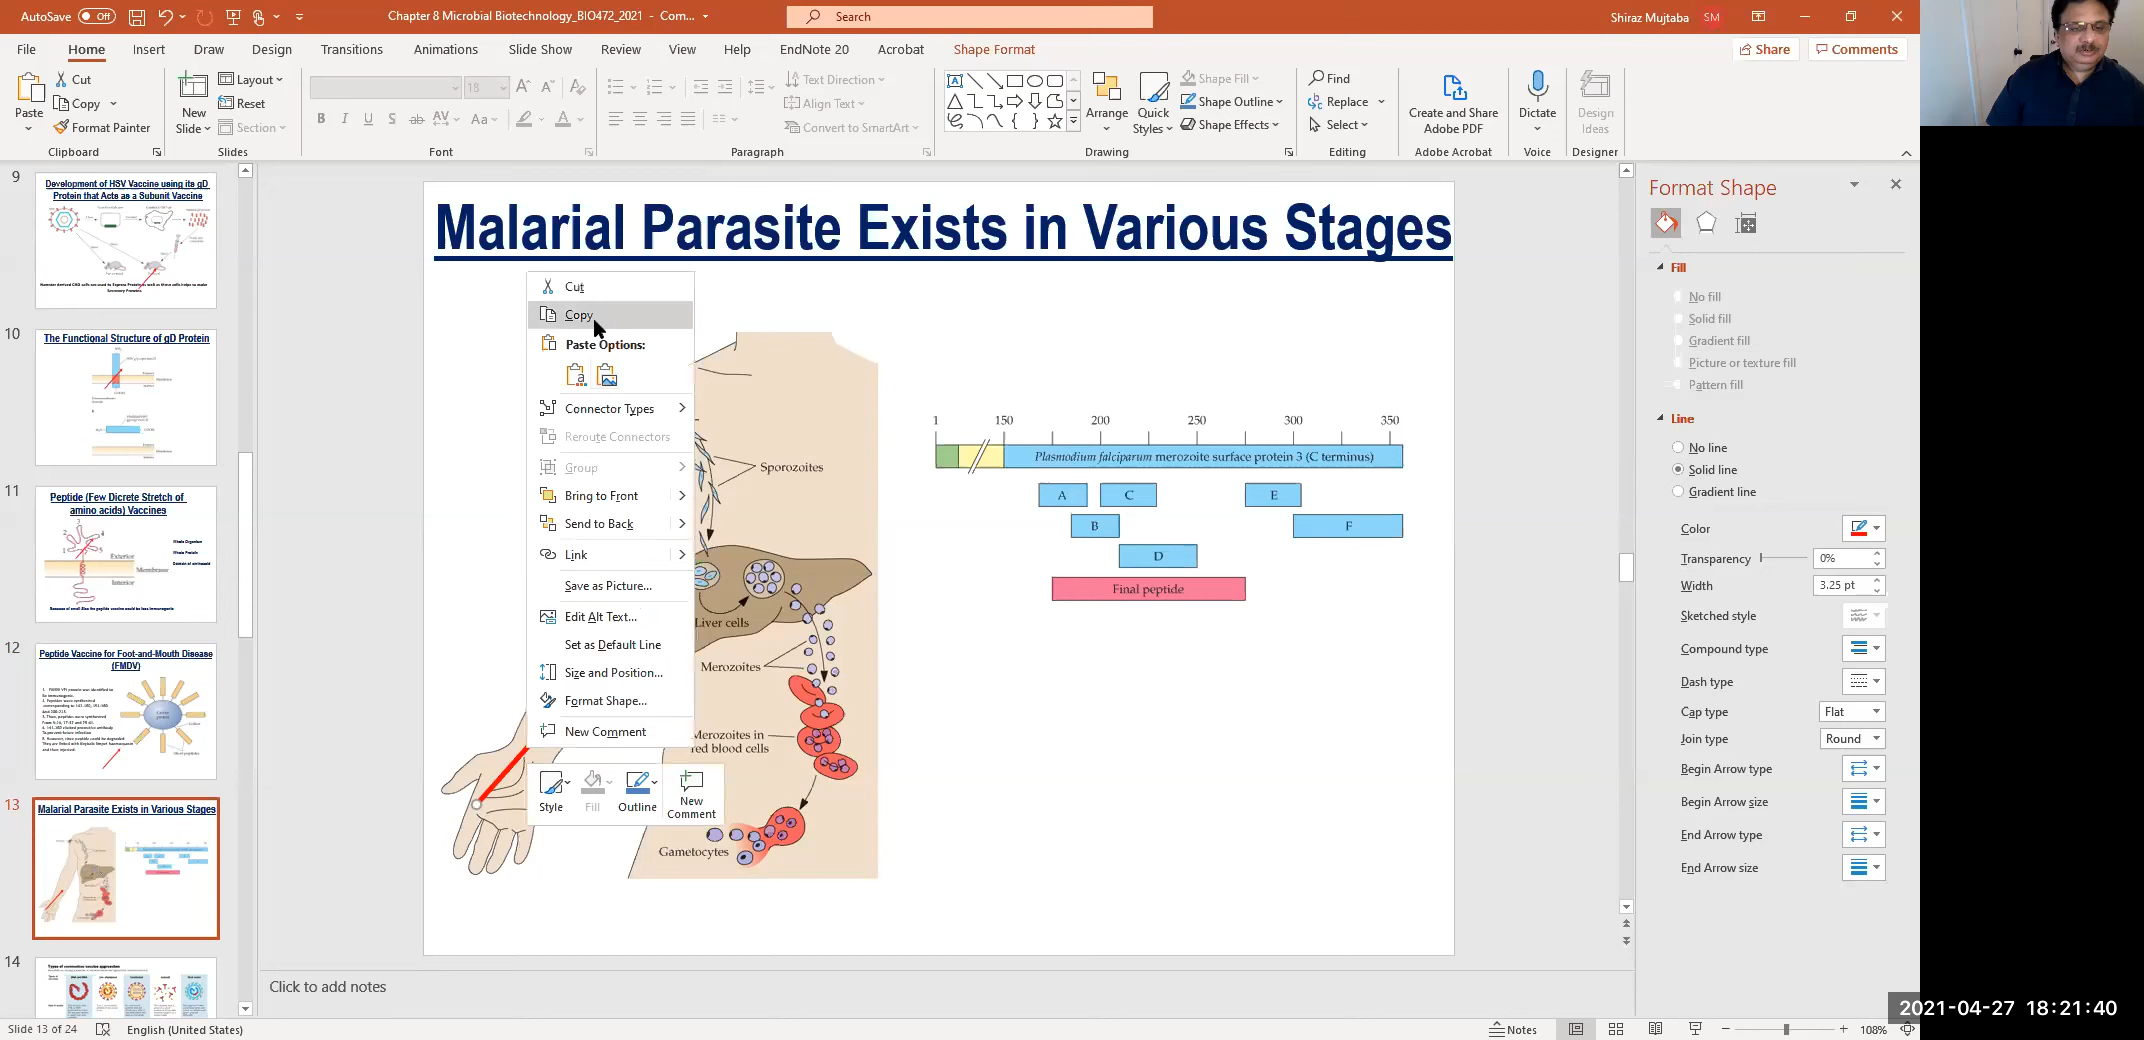 AutoSave Off
Chapter 8 Microbial Biotechnology_BIO472_2021 - Com...
Search
Shiraz Mujtaba SM
File Home Insert Draw Design Transitions Animations Slide Show Review View Help EndNote 20 Acrobat Shape Format
Share Comments
Paste
Cut
Copy
Format Painter
Clipboard
New
Slide
Layout
Reset
Section
Slides
18
Font
Text Direction
Align Text
Convert to SmartArt
Paragraph
Arrange
Quick
Styles
Shape Fill
Shape Outline
Shape Effects
Drawing
Find
Replace
Select
Editing
Create and Share
Adobe PDF
Adobe Acrobat
Dictate
Voice
Design
Ideas
Designer
9
Development of HSV Vaccine using its gD
Protein that Acts as a Subunit Vaccine
10
The Functional Structure of gD Protein
11
Peptide (Few Dicrete Stretch of
amino acids) Vaccines
3
4
2
1
5
Exterior
Membrane
Interior
Whole Organism
Whole Protein
12
Peptide Vaccine for Foot-and-Mouth Disease
(FMDV)
13
Malarial Parasite Exists in Various Stages
14
Malarial Parasite Exists in Various Stages
Cut
Copy
Paste Options:
Connector Types
Reroute Connectors
Group
Bring to Front
Send to Back
Link
Save as Picture...
Edit Alt Text...
Set as Default Line
Size and Position...
Format Shape...
New Comment
Style
Fill
Outline
New
Comment
Sporozoites
Liver cells
Merozoites
Merozoites in
red blood cells
Gametocytes
1 150 200 250 300 350
Plasmodium falciparum merozoite surface protein 3 (C terminus)
A C E
B F
D
Final peptide
Format Shape
Fill
No fill
Solid fill
Gradient fill
Picture or texture fill
Pattern fill
Line
No line
Solid line
Gradient line
Color
Transparency 0%
Width 3.25 pt
Sketched style
Compound type
Dash type
Cap type Flat
Join type Round
Begin Arrow type
Begin Arrow size
End Arrow type
End Arrow size
Click to add notes
Slide 13 of 24 English (United States)
Notes
108%
2021-04-27 18:21:40